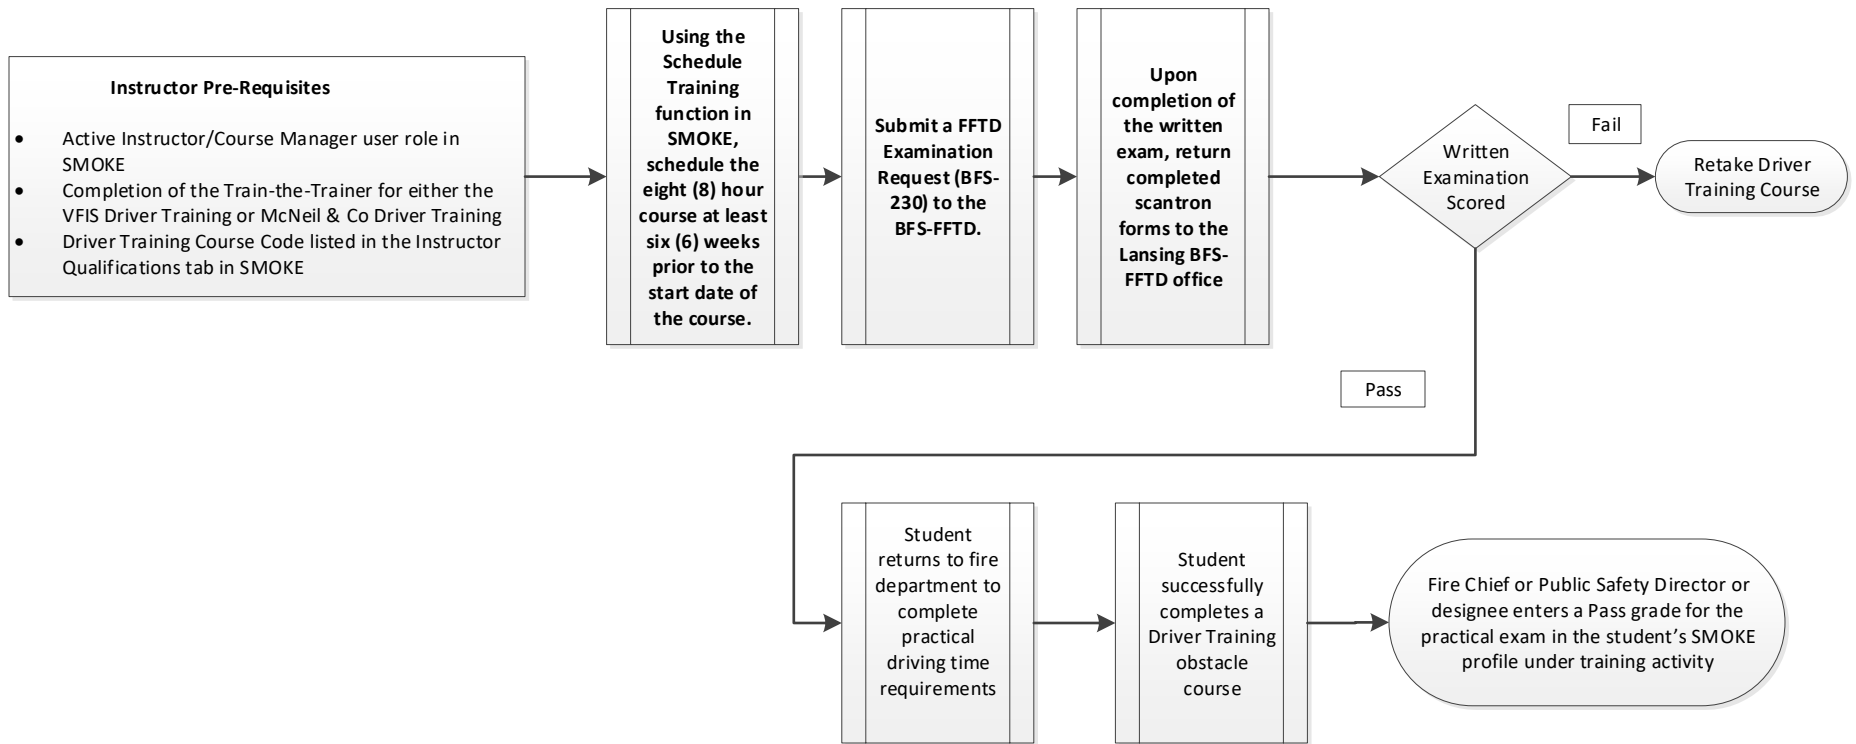 Instructor Pre-Requisites
• Active Instructor/Course Manager user role in
SMOKE
• Completion of the Train-the-Trainer for either the
VFIS Driver Training or McNeil & Co Driver Training
• Driver Training Course Code listed in the Instructor
Qualifications tab in SMOKE
Using the
Schedule
Training
function in
SMOKE,
schedule the
eight (8) hour
course at least
six (6) weeks
prior to the
start date of
the course.
Submit a FFTD
Examination
Request (BFS-
230) to the
BFS-FFTD.
Upon
completion of
the written
exam, return
completed
scantron
forms to the
Lansing BFS-
FFTD office
Written
Examination
Scored
Fail
Retake Driver
Training Course
Pass
Student
returns to fire
department to
complete
practical
driving time
requirements
Student
successfully
completes a
Driver Training
obstacle
course
Fire Chief or Public Safety Director or
designee enters a Pass grade for the
practical exam in the student’s SMOKE
profile under training activity